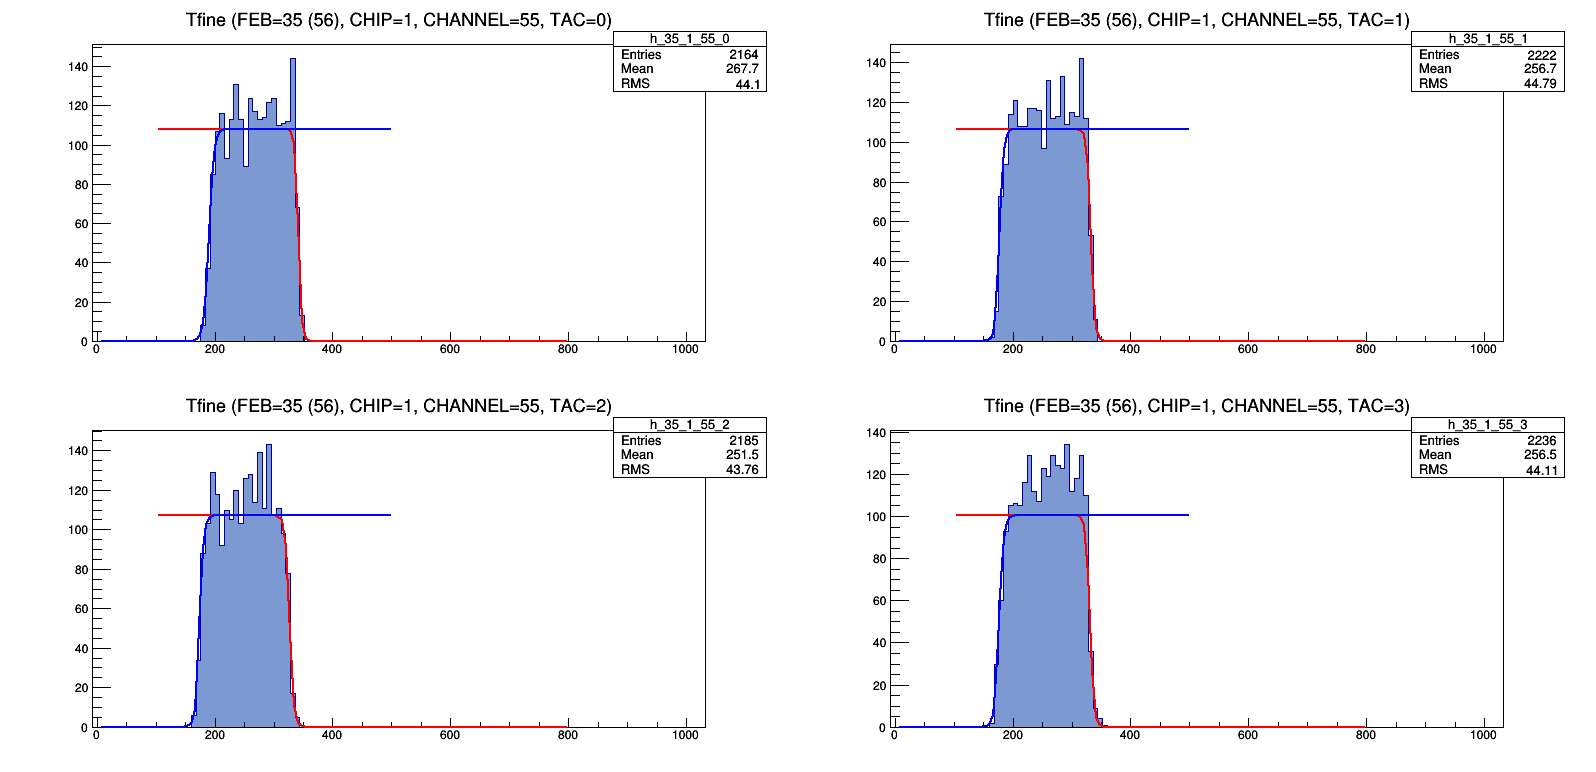 Tfine (FEB=35 (56), CHIP=1, CHANNEL=55, TAC=0)
h_35_1_55_0
Entries 2164
Mean 267.7
RMS 44.1
140
120
100
80
60
40
20
0
0 200 400 600 800 1000
Tfine (FEB=35 (56), CHIP=1, CHANNEL=55, TAC=1)
h_35_1_55_1
Entries 2222
Mean 256.7
RMS 44.79
140
120
100
80
60
40
20
0
0 200 400 600 800 1000
Tfine (FEB=35 (56), CHIP=1, CHANNEL=55, TAC=2)
h_35_1_55_2
Entries 2185
Mean 251.5
RMS 43.76
140
120
100
80
60
40
20
0
0 200 400 600 800 1000
Tfine (FEB=35 (56), CHIP=1, CHANNEL=55, TAC=3)
h_35_1_55_3
Entries 2236
Mean 256.5
RMS 44.11
140
120
100
80
60
40
20
0
0 200 400 600 800 1000